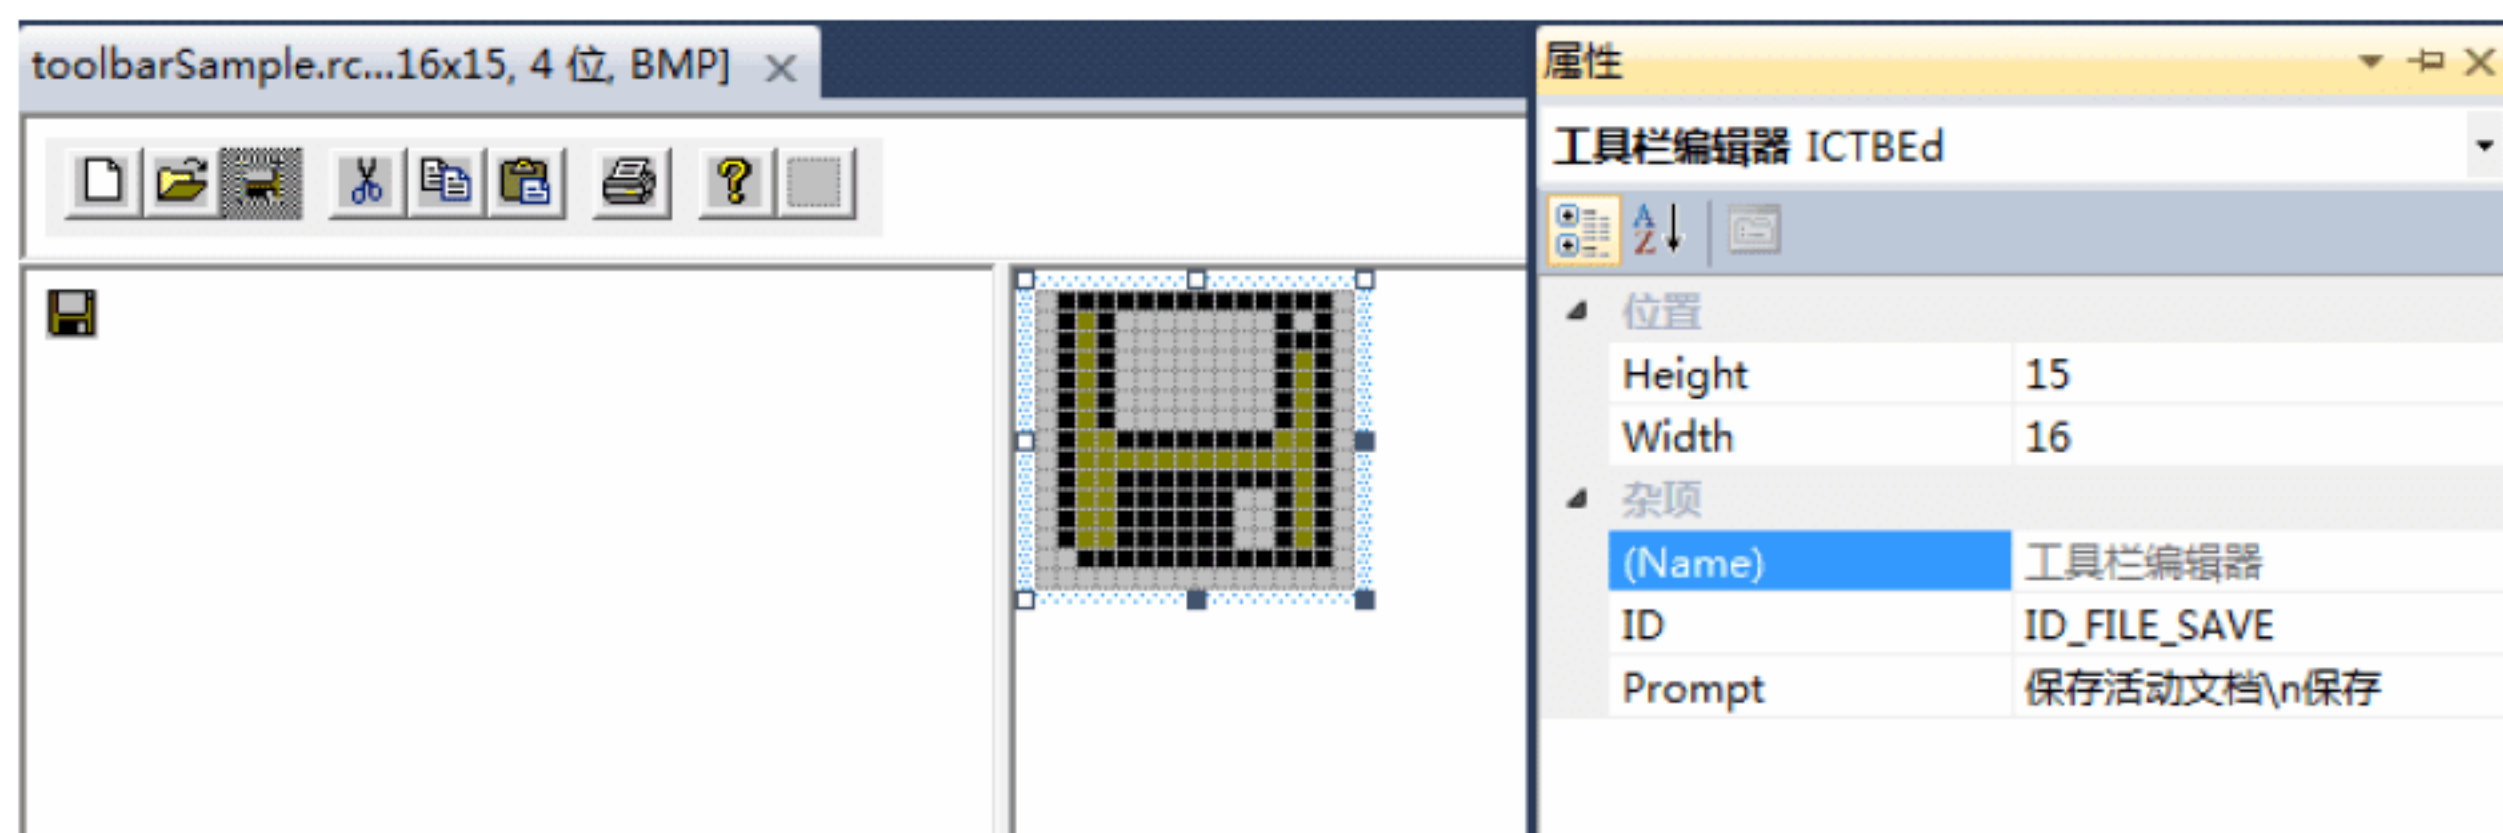 toolbarSample.rc...16x15, 4 位, BMP]
属性
工具栏编辑器 ICTBEd
位置
Height 15
Width 16
杂项
(Name) 工具栏编辑器
ID ID_FILE_SAVE
Prompt 保存活动文档\n保存